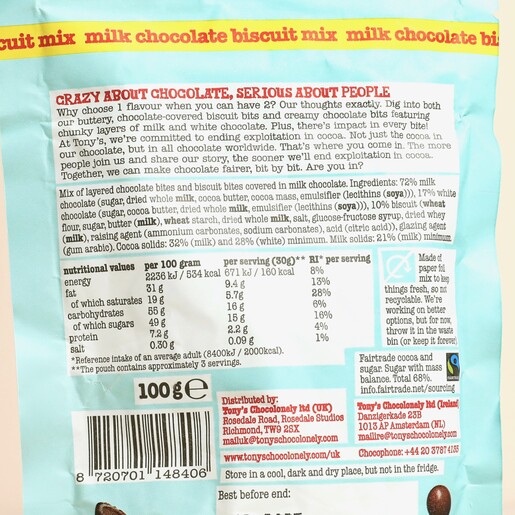 cuit mix milk chocolate biscuit mix milk chocolate bis
CRAZY ABOUT CHOCOLATE, SERIOUS ABOUT PEOPLE
Why choose 1 flavour when you can have 2? Our thoughts exactly. Dig into both
our buttery, chocolate-covered biscuit bits and creamy chocolate bits featuring
chunky layers of milk and white chocolate. Plus, there's impact in every bite!
At Tony's, we're committed to ending exploitation in cocoa. Not just the cocoa in
our chocolate, but in all chocolate worldwide. That's where you come in. The more
people join us and share our story, the sooner we'll end exploitation in cocoa.
Together, we can make chocolate fairer, bit by bit. Are you in?
Mix of layered chocolate bites and biscuit bites covered in milk chocolate. Ingredients: 72% milk
chocolate (sugar, dried whole milk, cocoa butter, cocoa mass, emulsifier (lecithins (soya))), 17% white
chocolate (sugar, cocoa butter, dried whole milk, emulsifier (lecithins (soya))), 10% biscuit (wheat
flour, sugar, butter (milk), wheat starch, dried whole milk, salt, glucose-fructose syrup, dried whey
(milk), raising agent (ammonium carbonates, sodium carbonates), acid (citric acid)), glazing agent
(gum arabic). Cocoa solids: 32% (milk) and 28% (white) minimum. Milk solids: 21% (milk) minimum
nutritional values per 100 gram per serving (30g)** RI* per serving
energy 2236 kJ / 534 kcal 671 kJ / 160 kcal 8%
fat 31 g 9.4 g 13%
of which saturates 19 g 5.7g 28%
carbohydrates 55 g 16 g 6%
of which sugars 49 g 15 g 16%
protein 7.2 g 2.2 g 4%
salt 0.30 g 0.09 g 1%
*Reference intake of an average adult (8400kJ / 2000kcal).
**The pouch contains approximately 3 servings.
Made of
paper foil
mix to keep
things fresh, so not
recyclable. We're
working on better
options, but for now,
throw it in the waste
bin (or keep it forever)
Fairtrade cocoa and
sugar. Sugar with mass
balance. Total 68%.
info.fairtrade.net/sourcing
100g℮
8 720701 148406
Distributed by:
Tony's Chocolonely ltd (UK)
Rosedale Road, Rosedale Studios
Richmond, TW9 2SX
mailuk@tonyschocolonely.com
www.tonyschocolonely.com/uk
Tony's Chocolonely ltd (Ireland)
Danzigerkade 23B
1013 AP Amsterdam (NL)
mailire@tonyschocolonely.com
Chocophone: +44 20 3787 4133
Store in a cool, dark and dry place, but not in the fridge.
Best before end: